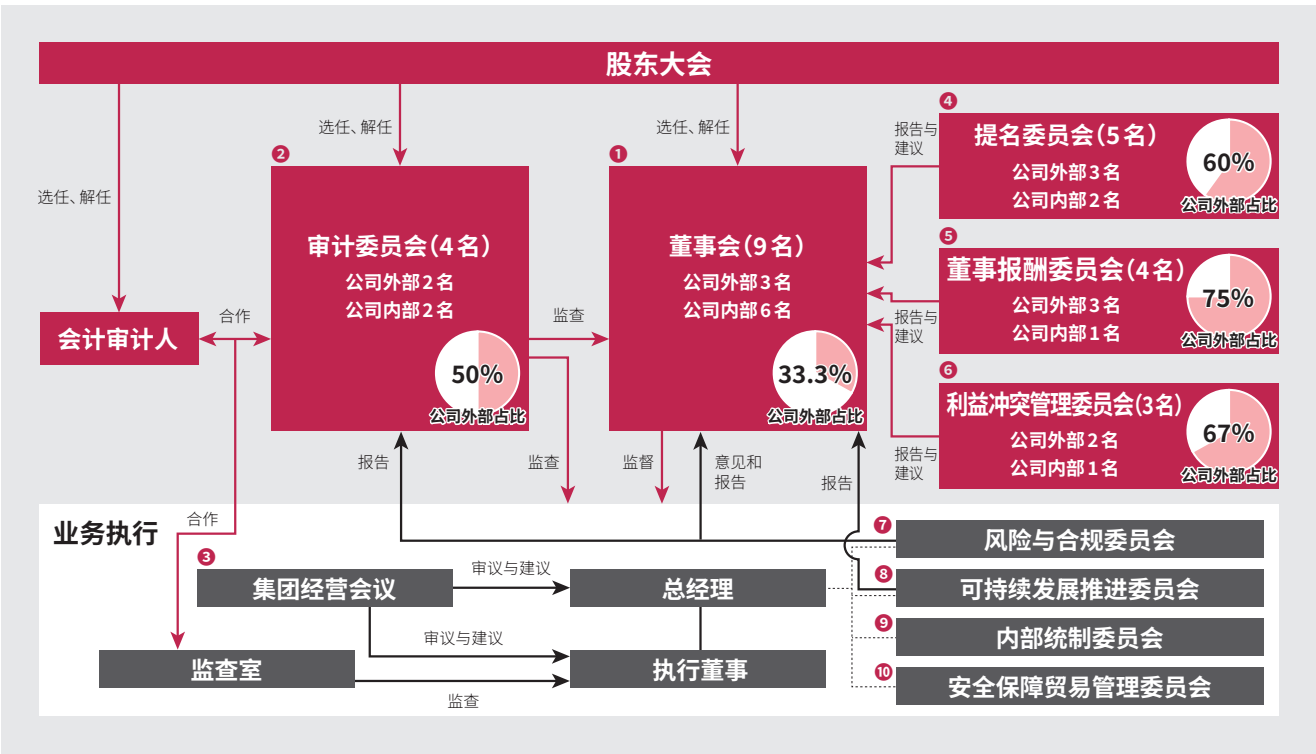 股东大会
选任、解任
选任、解任
选任、解任
会计审计人
合作
❷
审计委员会（4名）
公司外部2名
公司内部2名
50%
公司外部占比
监查
❶
董事会（9名）
公司外部3名
公司内部6名
33.3%
公司外部占比
❹
提名委员会（5名）
公司外部3名
公司内部2名
60%
公司外部占比
报告与
建议
❺
董事报酬委员会（4名）
公司外部3名
公司内部1名
75%
公司外部占比
报告与
建议
❻
利益冲突管理委员会（3名）
公司外部2名
公司内部1名
67%
公司外部占比
报告与
建议
报告
监查
监督
意见和
报告
报告
业务执行
合作
❸
集团经营会议
审议与建议
总经理
审议与建议
监查室
监查
执行董事
❼
风险与合规委员会
❽
可持续发展推进委员会
❾
内部统制委员会
❿
安全保障贸易管理委员会